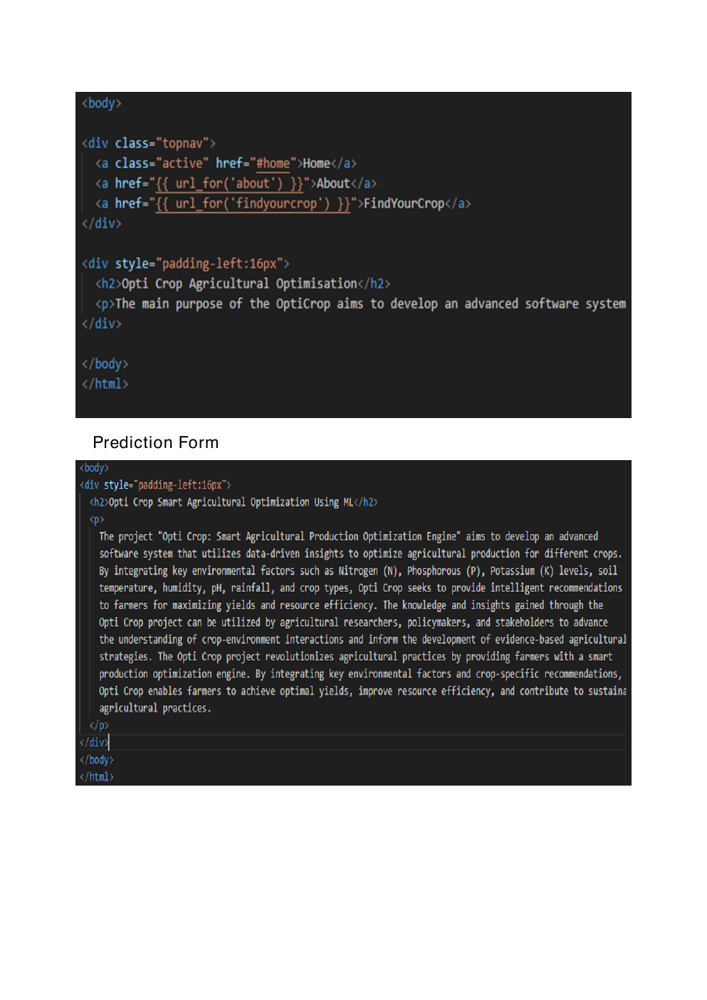 <body>
<div class="topnav">
<a class="active" href="#home">Home</a>
<a href="{{ url_for('about') }}">About</a>
<a href="{{ url_for('findyourcrop') }}">FindYourCrop</a>
</div>
<div style="padding-left:16px">
<h2>Opti Crop Agricultural Optimisation</h2>
<p>The main purpose of the OptiCrop aims to develop an advanced software system
</div>
</body>
</html>
Prediction Form
<body>
<div style="padding-left:16px">
<h2>Opti Crop Smart Agricultural Optimization Using ML</h2>
<p>
The project "Opti Crop: Smart Agricultural Production Optimization Engine" aims to develop an advanced
software system that utilizes data-driven insights to optimize agricultural production for different crops.
By integrating key environmental factors such as Nitrogen (N), Phosphorous (P), Potassium (K) levels, soil
temperature, humidity, pH, rainfall, and crop types, Opti Crop seeks to provide intelligent recommendations
to farmers for maximizing yields and resource efficiency. The knowledge and insights gained through the
Opti Crop project can be utilized by agricultural researchers, policymakers, and stakeholders to advance
the understanding of crop-environment interactions and inform the development of evidence-based agricultural
strategies. The Opti Crop project revolutionizes agricultural practices by providing farmers with a smart
production optimization engine. By integrating key environmental factors and crop-specific recommendations,
Opti Crop enables farmers to achieve optimal yields, improve resource efficiency, and contribute to sustaina
agricultural practices.
</p>
</div>
</body>
</html>